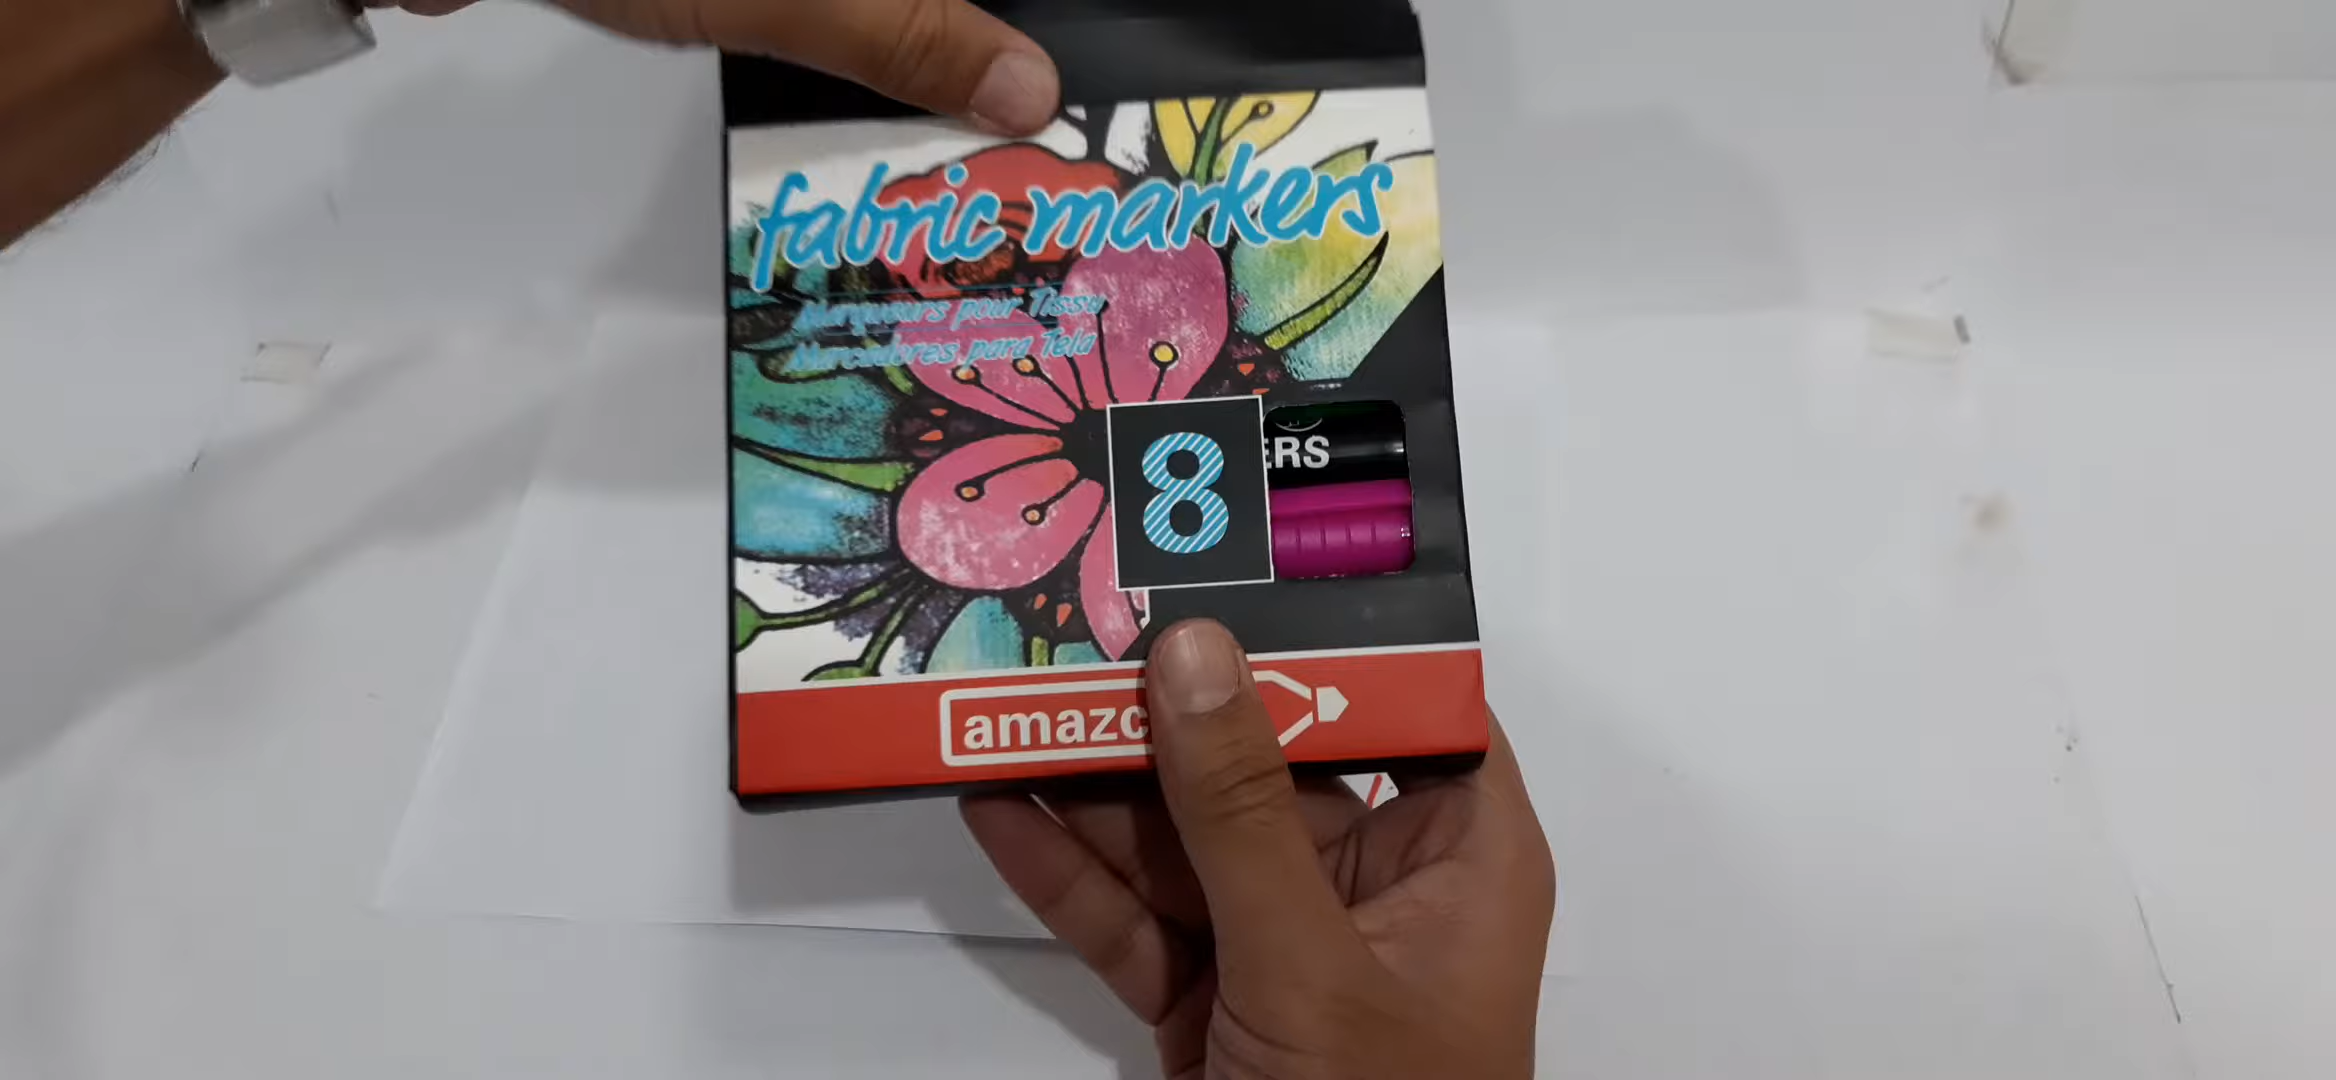 fabric markers
Marqueurs pour Tissu
Marcadores para Tela
8
ERS
amazc